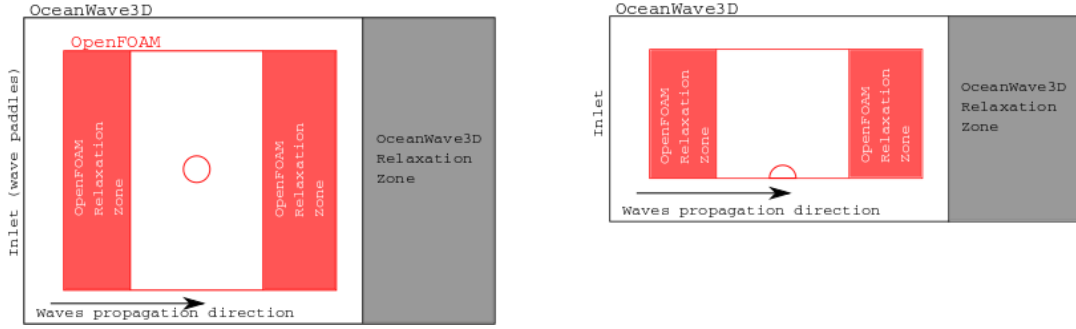 OceanWave3D
OpenFOAM
Inlet (wave paddles)
OpenFOAM
Relaxation
Zone
OpenFOAM
Relaxation
Zone
OceanWave3D
Relaxation
Zone
Waves propagation direction
OceanWave3D
Inlet
OpenFOAM
Relaxation
Zone
OpenFOAM
Relaxation
Zone
OceanWave3D
Relaxation
Zone
Waves propagation direction